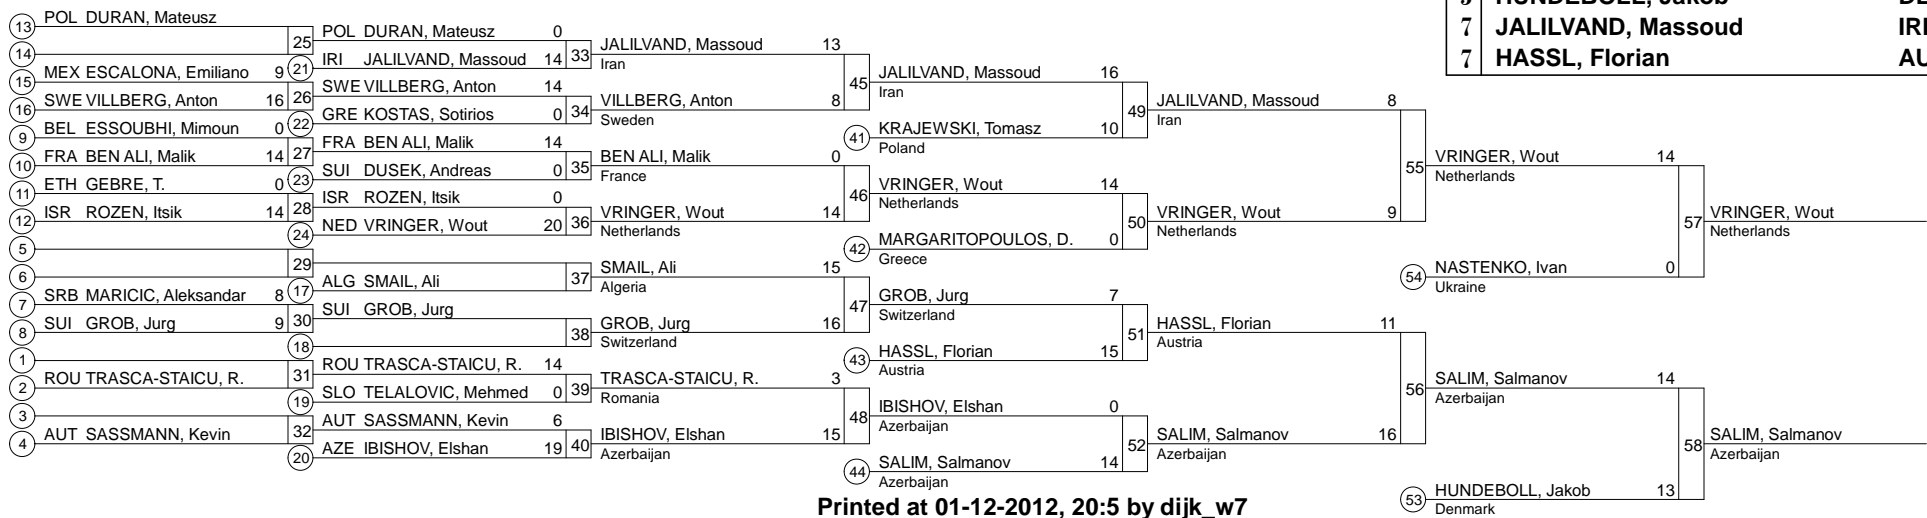 5 HUNDEBOLL, Jakob
7 JALILVAND, Massoud IRI
7 HASSL, Florian
13 POL DURAN, Mateusz
14
25 POL DURAN, Mateusz 0
21 IRI JALILVAND, Massoud 14
33 JALILVAND, Massoud 13
Iran
15 MEX ESCALONA, Emiliano 9
16 SWE VILLBERG, Anton 16
26 SWE VILLBERG, Anton 14
22 GRE KOSTAS, Sotirios 0
34 VILLBERG, Anton 8
Sweden
45 JALILVAND, Massoud 16
Iran
41 KRAJEWSKI, Tomasz 10
Poland
49 JALILVAND, Massoud 8
Iran
9 BEL ESSOUBHI, Mimoun 0
10 FRA BEN ALI, Malik 14
27 FRA BEN ALI, Malik 14
23 SUI DUSEK, Andreas 0
35 BEN ALI, Malik 0
France
11 ETH GEBRE, T. 0
12 ISR ROZEN, Itsik 14
28 ISR ROZEN, Itsik 0
24 NED VRINGER, Wout 20
36 VRINGER, Wout 14
Netherlands
46 VRINGER, Wout 14
Netherlands
42 MARGARITOPOULOS, D. 0
Greece
50 VRINGER, Wout 9
Netherlands
55 VRINGER, Wout 14
Netherlands
54 NASTENKO, Ivan 0
Ukraine
57 VRINGER, Wout
Netherlands
5
6
29
17 ALG SMAIL, Ali
37 SMAIL, Ali 15
Algeria
7 SRB MARICIC, Aleksandar 8
8 SUI GROB, Jurg 9
30 SUI GROB, Jurg
18
38 GROB, Jurg 16
Switzerland
47 GROB, Jurg 7
Switzerland
43 HASSL, Florian 15
Austria
51 HASSL, Florian 11
Austria
1
2 ROU TRASCA-STAICU, R.
31 ROU TRASCA-STAICU, R. 14
19 SLO TELALOVIC, Mehmed 0
39 TRASCA-STAICU, R. 3
Romania
3
4 AUT SASSMANN, Kevin
32 AUT SASSMANN, Kevin 6
20 AZE IBISHOV, Elshan 19
40 IBISHOV, Elshan 15
Azerbaijan
48 IBISHOV, Elshan 0
Azerbaijan
44 SALIM, Salmanov 14
Azerbaijan
52 SALIM, Salmanov 16
Azerbaijan
56 SALIM, Salmanov 14
Azerbaijan
53 HUNDEBOLL, Jakob 13
Denmark
58 SALIM, Salmanov
Azerbaijan
Printed at 01-12-2012, 20:5 by dijk_w7